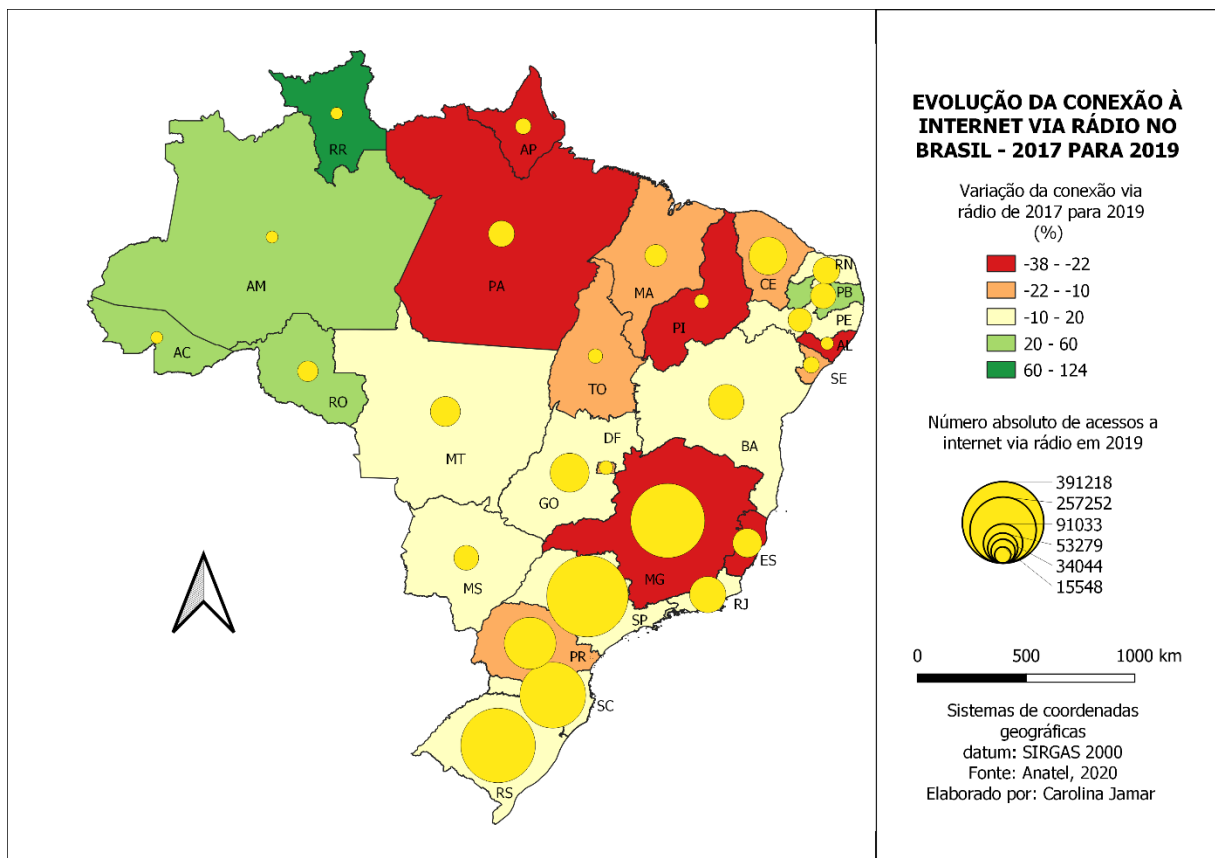 RR
AP
AM
PA
MA
CE
RN
PB
PE
PI
AL
AC
RO
TO
SE
MT
DF
BA
GO
MS
MG
ES
SP
RJ
PR
SC
RS
EVOLUÇÃO DA CONEXÃO À
INTERNET VIA RÁDIO NO
BRASIL - 2017 PARA 2019
Variação da conexão via
rádio de 2017 para 2019
(%)
-38 - -22
-22 - -10
-10 - 20
20 - 60
60 - 124
Número absoluto de acessos a
internet via rádio em 2019
391218
257252
91033
53279
34044
15548
0 500 1000 km
Sistemas de coordenadas
geográficas
datum: SIRGAS 2000
Fonte: Anatel, 2020
Elaborado por: Carolina Jamar